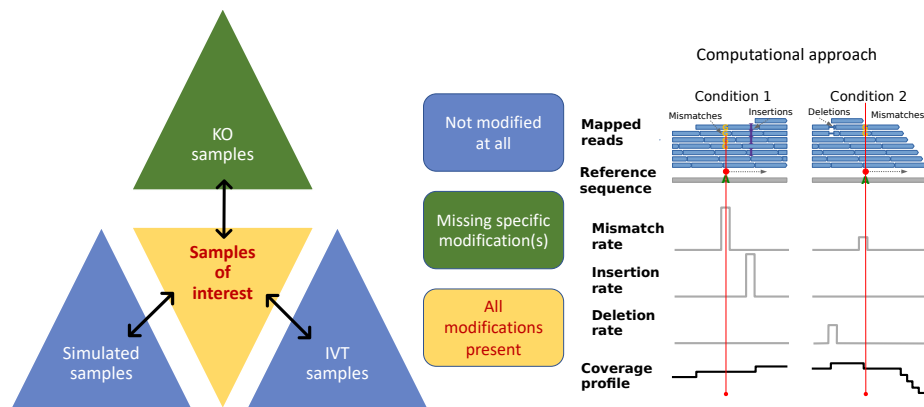 KO
samples
Samples
of
interest
Simulated
samples
IVT
samples
Not modified
at all
Missing specific
modification(s)
All
modifications
present
Computational approach
Condition 1
Condition 2
Mismatches
Insertions
Deletions
Mismatches
Mapped
reads
Reference
sequence
A
A
Mismatch
rate
Insertion
rate
Deletion
rate
Coverage
profile